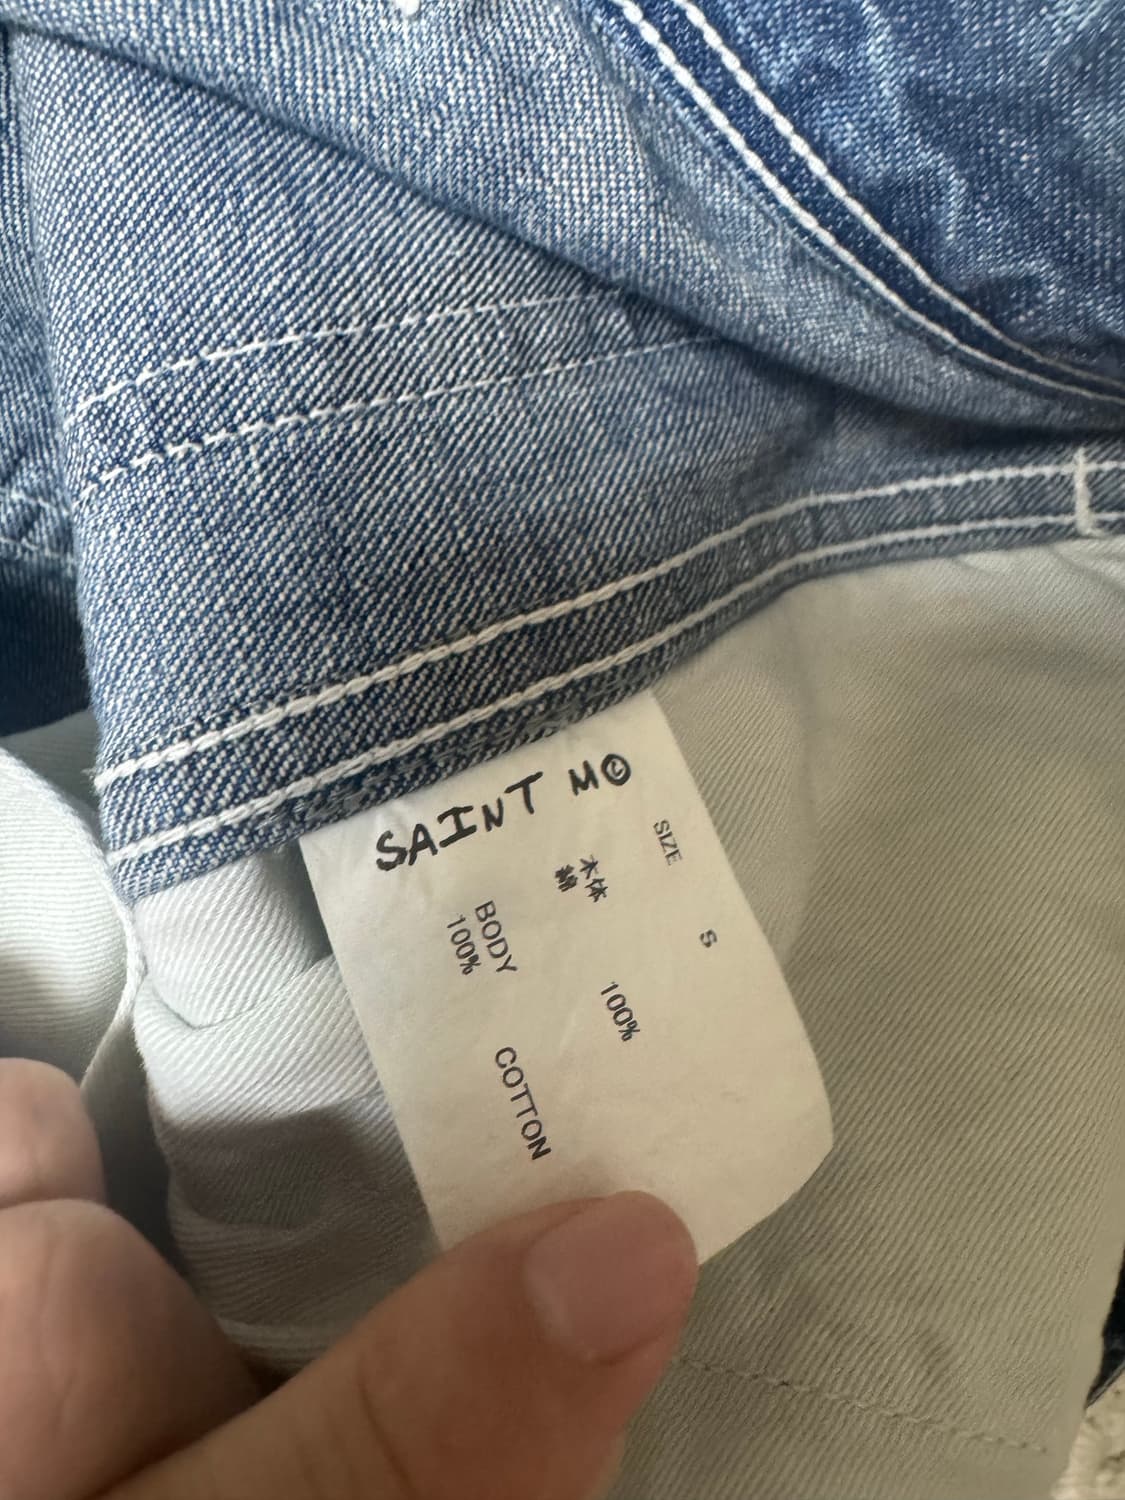 SAINT M©
SIZE S
本体
綿 100%
BODY
100% COTTON